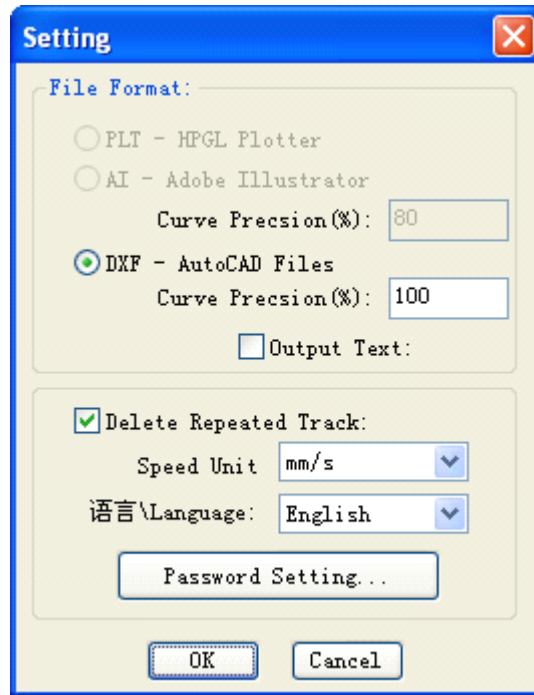 Setting
File Format:
PLT - HPGL Plotter
AI - Adobe Illustrator
Curve Precsion(%): 80
DXF - AutoCAD Files
Curve Precsion(%): 100
Output Text:
Delete Repeated Track:
Speed Unit mm/s
语言\Language: English
Password Setting...
OK Cancel